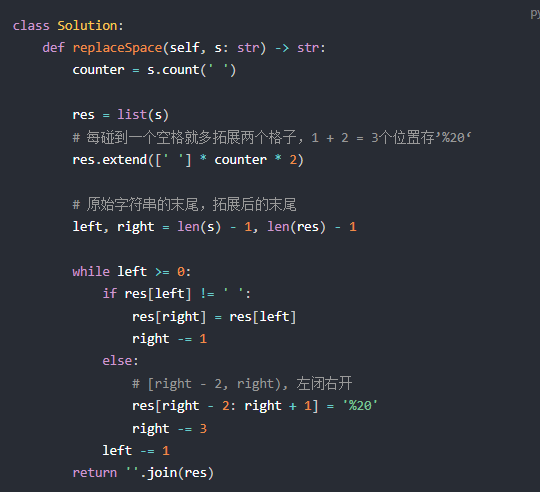 py
class Solution:
    def replaceSpace(self, s: str) -> str:
        counter = s.count(' ')

        res = list(s)
        # 每碰到一个空格就多拓展两个格子，1 + 2 = 3个位置存’%20‘
        res.extend([' '] * counter * 2)

        # 原始字符串的末尾，拓展后的末尾
        left, right = len(s) - 1, len(res) - 1

        while left >= 0:
            if res[left] != ' ':
                res[right] = res[left]
                right -= 1
            else:
                # [right - 2, right), 左闭右开
                res[right - 2: right + 1] = '%20'
                right -= 3
            left -= 1
        return ''.join(res)